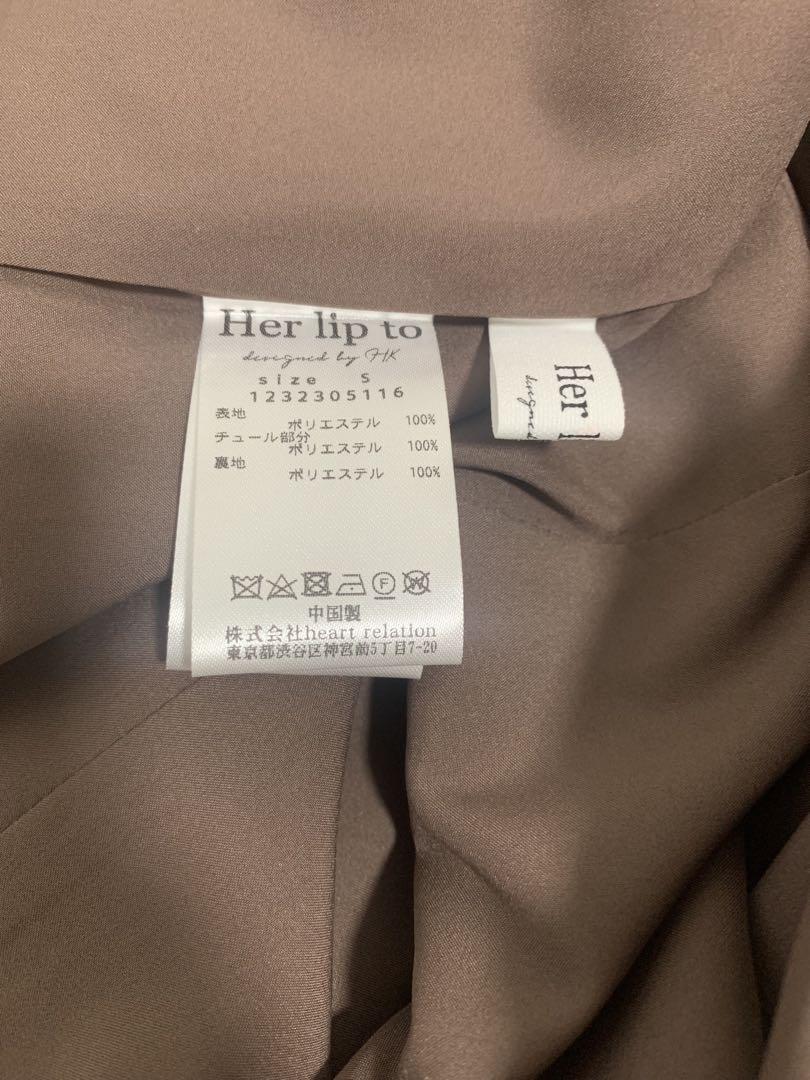 Her lip to
designed by HK
size S
1232305116
表地
ポリエステル 100%
チュール部分
ポリエステル 100%
裏地
ポリエステル 100%
F
W
中国製
株式会社heart relation
東京都渋谷区神宮前5丁目7-20
Her